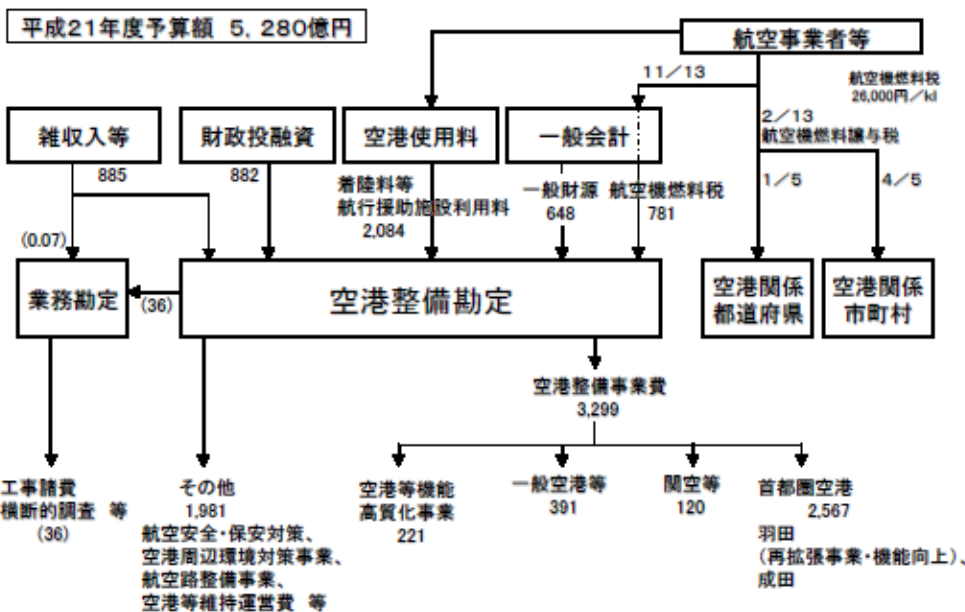 平成21年度予算額 5,280億円
航空事業者等
11/13
航空機燃料税
26,000円/kl
2/13
航空機燃料譲与税
雑収入等
財政投融資
空港使用料
一般会計
885
882
着陸料等
航行援助施設利用料
2,084
一般財源
648
航空機燃料税
781
1/5
4/5
(0.07)
業務勘定
(36)
空港整備勘定
空港関係
都道府県
空港関係
市町村
空港整備事業費
3,299
工事諸費
横断的調査 等
(36)
その他
1,981
航空安全・保安対策、
空港周辺環境対策事業、
航空路整備事業、
空港等維持運営費 等
空港等機能
高質化事業
221
一般空港等
391
関空等
120
首都圏空港
2,567
羽田
(再拡張事業・機能向上)、
成田